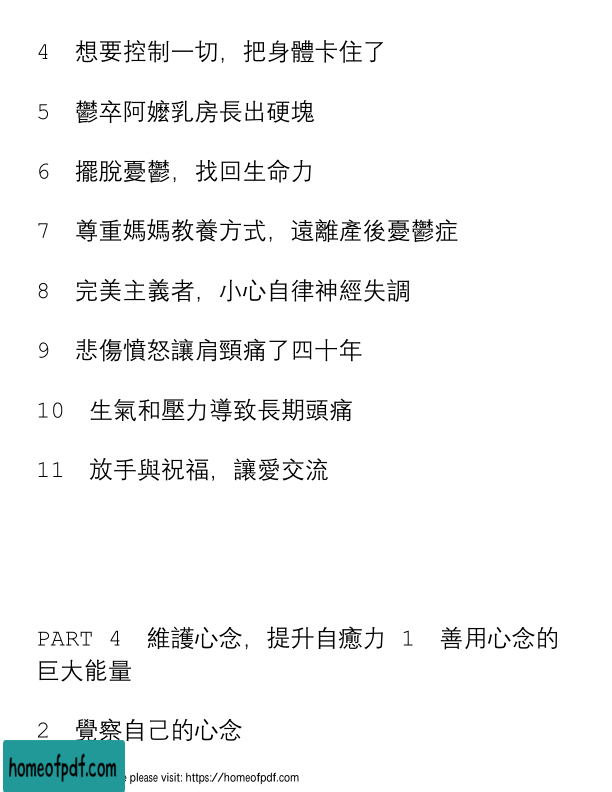 4 想要控制一切，把身體卡住了
5 鬱卒阿嬤乳房長出硬塊
6 擺脫憂鬱，找回生命力
7 尊重媽媽教養方式，遠離產後憂鬱症
8 完美主義者，小心自律神經失調
9 悲傷憤怒讓肩頸痛了四十年
10 生氣和壓力導致長期頭痛
11 放手與祝福，讓愛交流
PART 4 維護心念，提升自癒力 1 善用心念的
巨大能量
2 覺察自己的心念
homeofpdf.com
please visit: https://homeofpdf.com